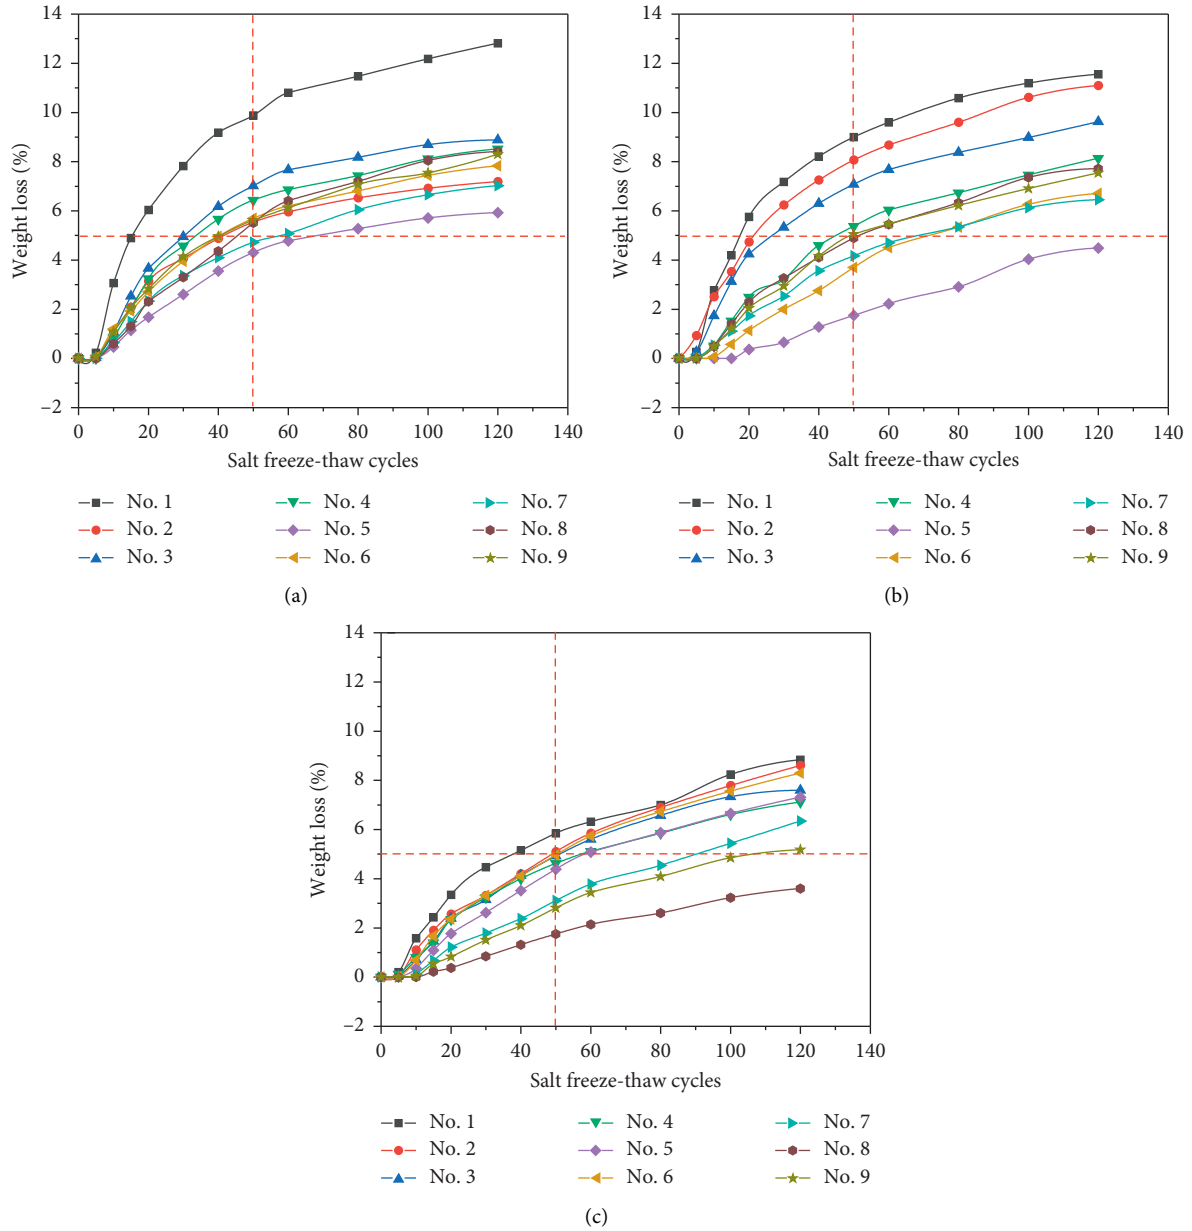 14
12
10
8
6
4
2
0
−2
Weight loss (%)
0 20 40 60 80 100 120 140
Salt freeze-thaw cycles
No. 1 No. 4 No. 7
No. 2 No. 5 No. 8
No. 3 No. 6 No. 9
(a)
14
12
10
8
6
4
2
0
−2
Weight loss (%)
0 20 40 60 80 100 120 140
Salt freeze-thaw cycles
No. 1 No. 4 No. 7
No. 2 No. 5 No. 8
No. 3 No. 6 No. 9
(b)
14
12
10
8
6
4
2
0
−2
Weight loss (%)
0 20 40 60 80 100 120 140
Salt freeze-thaw cycles
No. 1 No. 4 No. 7
No. 2 No. 5 No. 8
No. 3 No. 6 No. 9
(c)